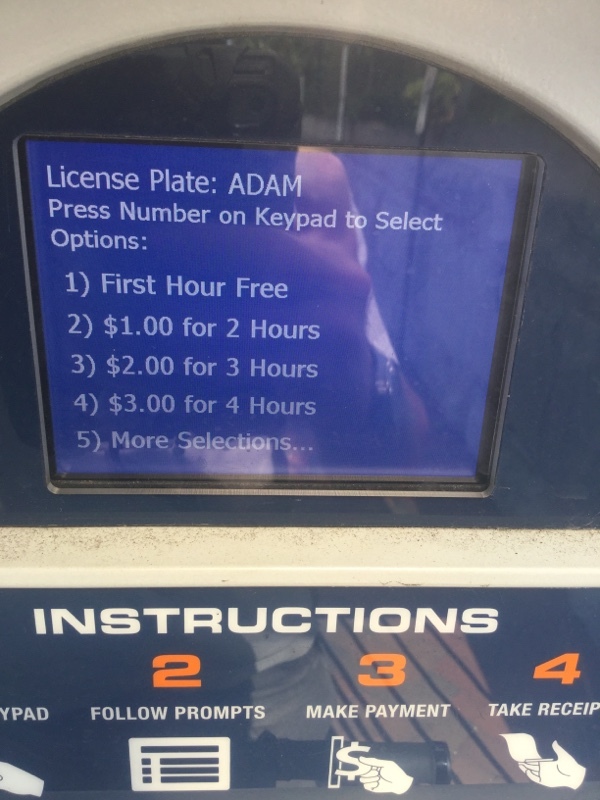 License Plate: ADAM
Press Number on Keypad to Select
Options:
1) First Hour Free
2) $1.00 for 2 Hours
3) $2.00 for 3 Hours
4) $3.00 for 4 Hours
5) More Selections...
INSTRUCTIONS
2 3 4
YPAD FOLLOW PROMPTS MAKE PAYMENT TAKE RECEIP
$